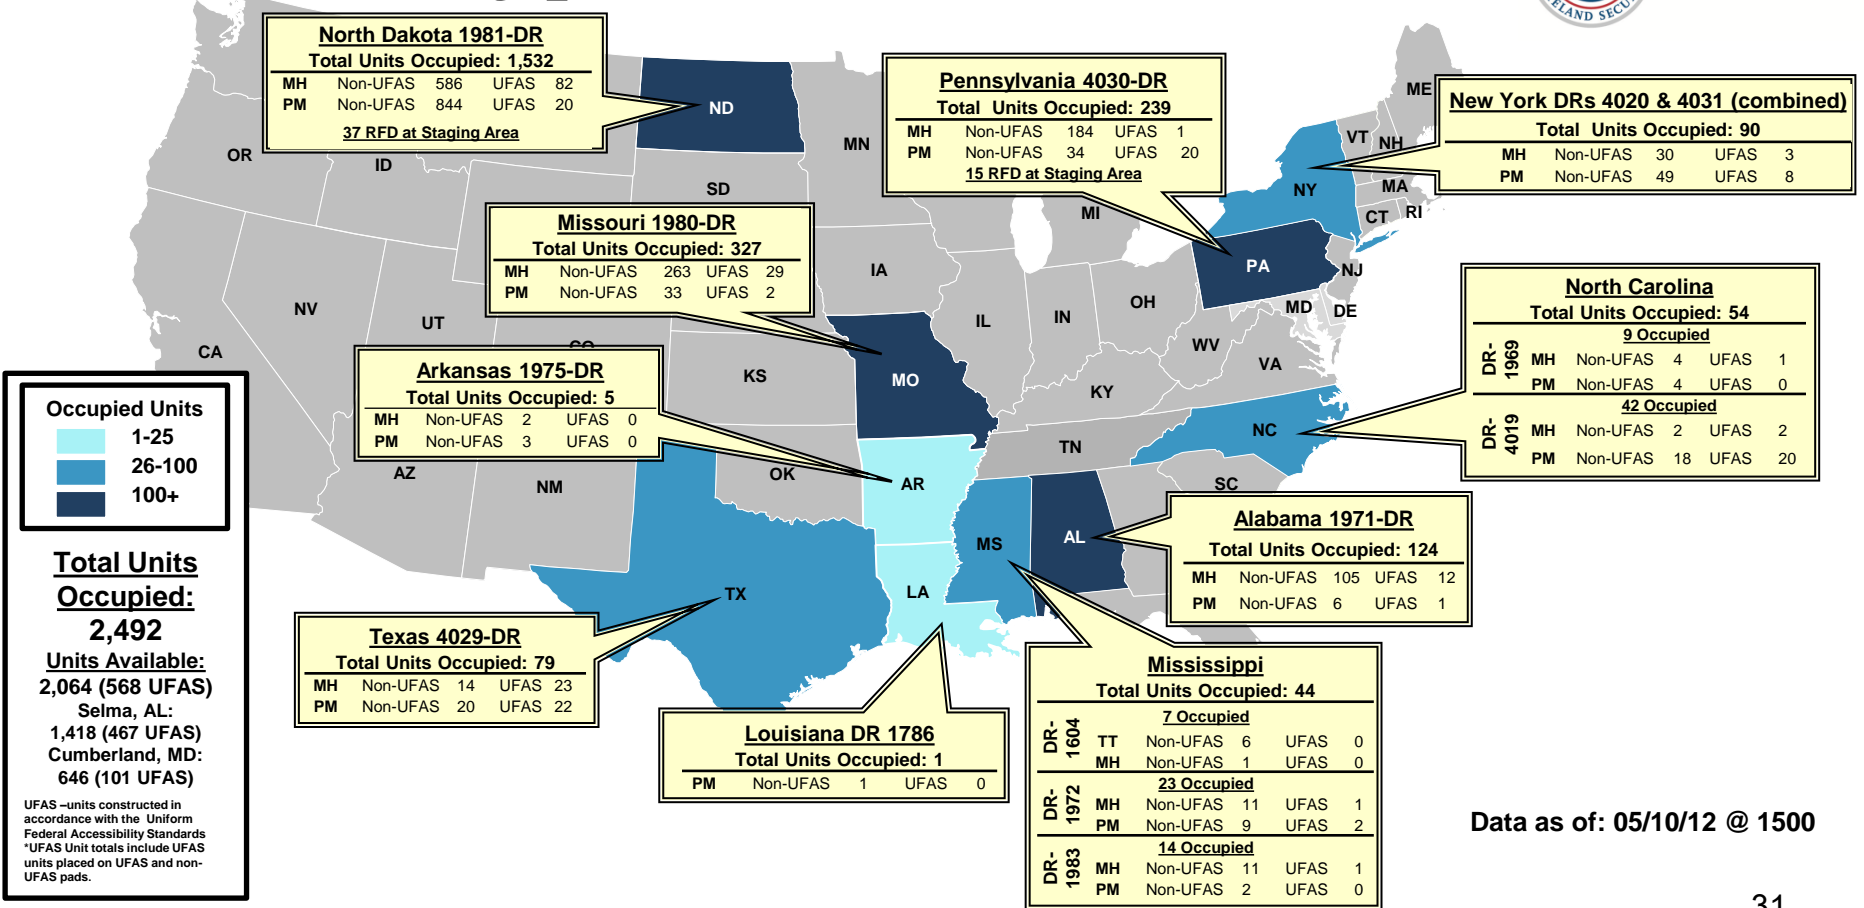 ELAND SECU
North Dakota 1981-DR
Total Units Occupied: 1,532
MH Non-UFAS 586 UFAS 82
PM Non-UFAS 844 UFAS 20
37 RFD at Staging Area
Pennsylvania 4030-DR
Total Units Occupied: 239
MH Non-UFAS 184 UFAS 1
PM Non-UFAS 34 UFAS 20
15 RFD at Staging Area
New York DRs 4020 & 4031 (combined)
Total Units Occupied: 90
MH Non-UFAS 30 UFAS 3
PM Non-UFAS 49 UFAS 8
Missouri 1980-DR
Total Units Occupied: 327
MH Non-UFAS 263 UFAS 29
PM Non-UFAS 33 UFAS 2
North Carolina
Total Units Occupied: 54
9 Occupied
DR-1969
MH Non-UFAS 4 UFAS 1
PM Non-UFAS 4 UFAS 0
42 Occupied
DR-4019
MH Non-UFAS 2 UFAS 2
PM Non-UFAS 18 UFAS 20
Arkansas 1975-DR
Total Units Occupied: 5
MH Non-UFAS 2 UFAS 0
PM Non-UFAS 3 UFAS 0
Alabama 1971-DR
Total Units Occupied: 124
MH Non-UFAS 105 UFAS 12
PM Non-UFAS 6 UFAS 1
Texas 4029-DR
Total Units Occupied: 79
MH Non-UFAS 14 UFAS 23
PM Non-UFAS 20 UFAS 22
Louisiana DR 1786
Total Units Occupied: 1
PM Non-UFAS 1 UFAS 0
Mississippi
Total Units Occupied: 44
7 Occupied
DR-1604
TT Non-UFAS 6 UFAS 0
MH Non-UFAS 1 UFAS 0
23 Occupied
DR-1972
MH Non-UFAS 11 UFAS 1
PM Non-UFAS 9 UFAS 2
14 Occupied
DR-1983
MH Non-UFAS 11 UFAS 1
PM Non-UFAS 2 UFAS 0
Occupied Units
1-25
26-100
100+
Total Units
Occupied:
2,492
Units Available:
2,064 (568 UFAS)
Selma, AL:
1,418 (467 UFAS)
Cumberland, MD:
646 (101 UFAS)
UFAS –units constructed in
accordance with the Uniform
Federal Accessibility Standards
*UFAS Unit totals include UFAS
units placed on UFAS and non-
UFAS pads.
ND
MN
ME
VT
NH
OR
ID
SD
NY
MA
CT
RI
MI
IA
PA
NJ
NV
UT
CO
IL
IN
OH
MD
DE
CA
WV
VA
KS
MO
KY
NC
TN
AZ
NM
OK
AR
SC
MS
AL
TX
LA
Data as of: 05/10/12 @ 1500
31